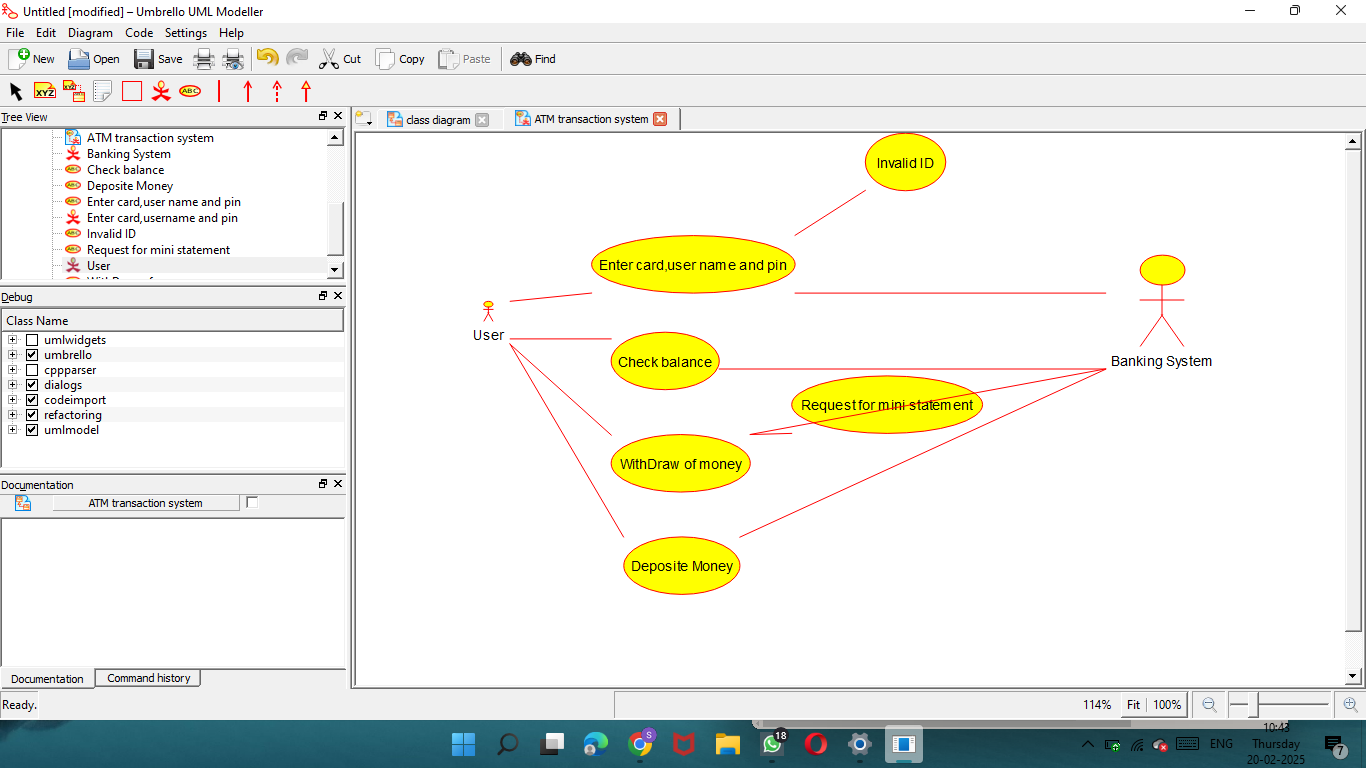 Untitled [modified] – Umbrello UML Modeller
File Edit Diagram Code Settings Help
New Open Save Cut Copy Paste Find
XYZ XYZ ABC
Tree View
class diagram ATM transaction system
ATM transaction system
Banking System
Check balance
Deposite Money
Enter card,user name and pin
Enter card,username and pin
Invalid ID
Request for mini statement
User
Debug
Class Name
umlwidgets
umbrello
cppparser
dialogs
codeimport
refactoring
umlmodel
Documentation
ATM transaction system
Documentation Command history
Invalid ID
Enter card,user name and pin
User
Check balance
Banking System
Request for mini statement
WithDraw of money
Deposite Money
Ready.
114% Fit 100%
S
18
ENG
10:43
Thursday
20-02-2025
7